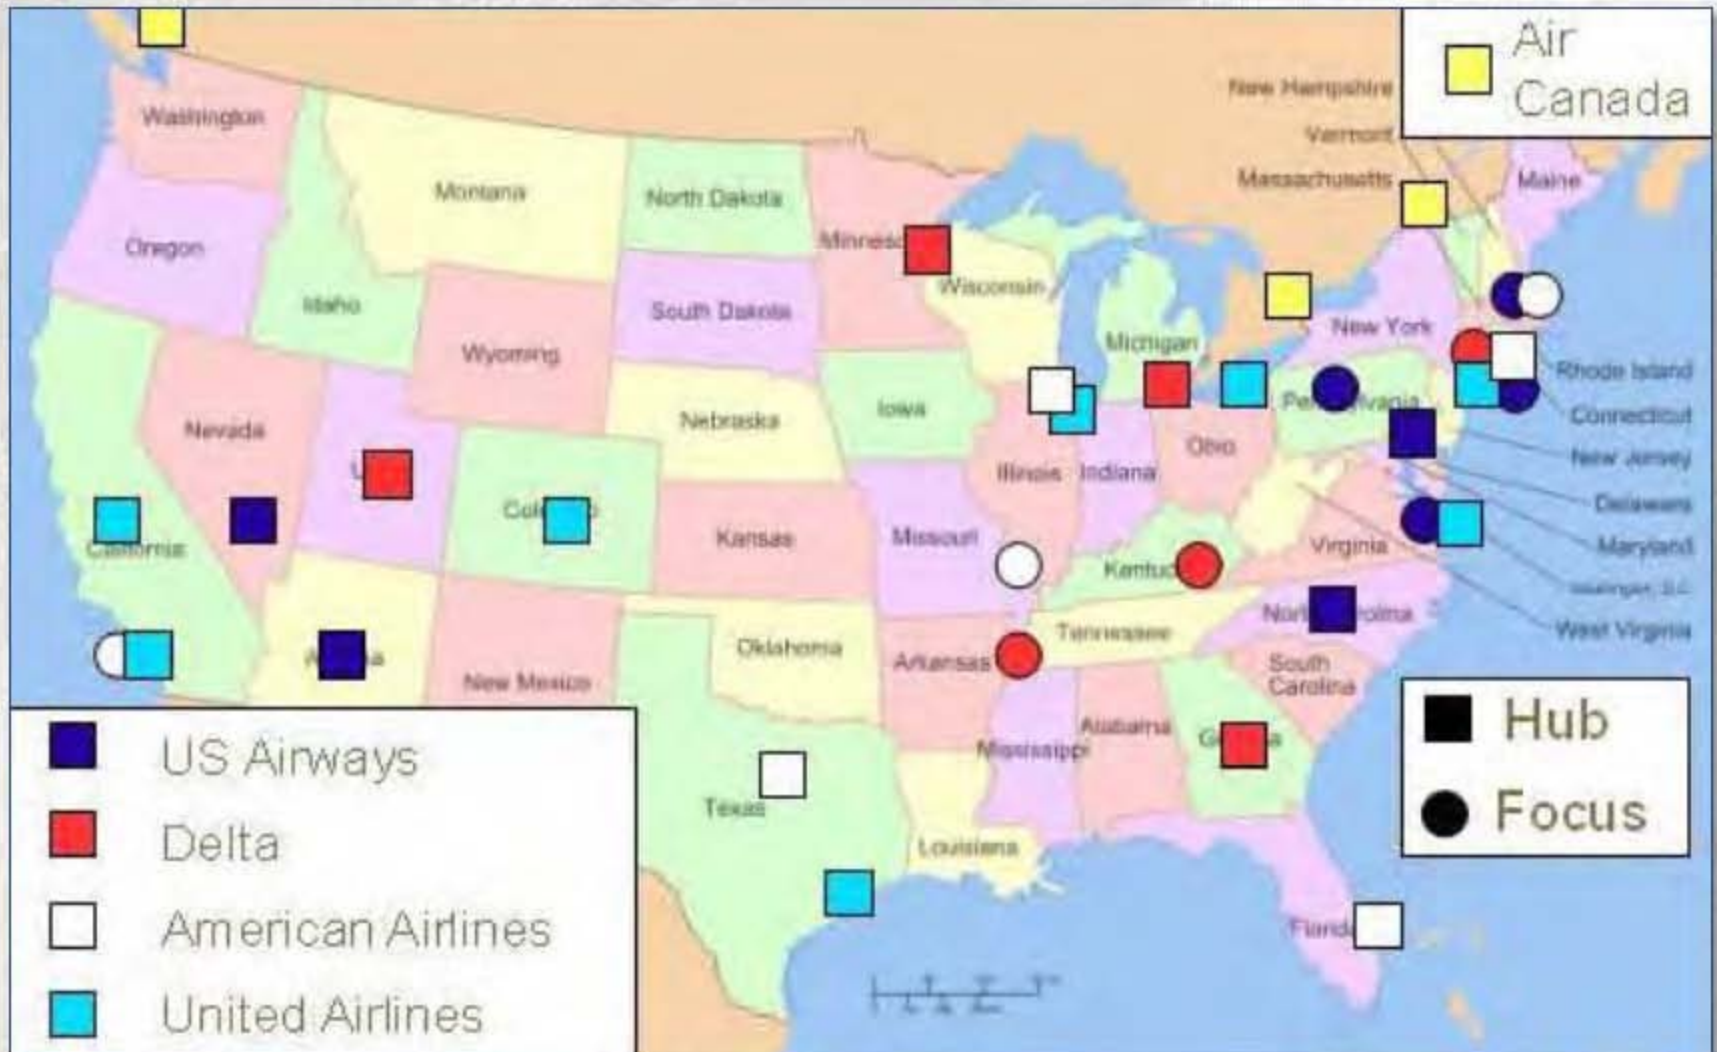 Air
Canada
New Hampshire
Vermont
Massachusetts
Maine
Washington
Montana
North Dakota
Oregon
Idaho
Wisconsin
South Dakota
Wyoming
Michigan
New York
Rhode Island
Connecticut
Nevada
Nebraska
Iowa
Illinois
Indiana
Ohio
New Jersey
Delaware
Maryland
West Virginia
California
Kansas
Missouri
Virginia
Tennessee
Oklahoma
Arkansas
New Mexico
South
Carolina
Alabama
Mississippi
Texas
Louisiana
US Airways
Delta
American Airlines
United Airlines
Hub
Focus